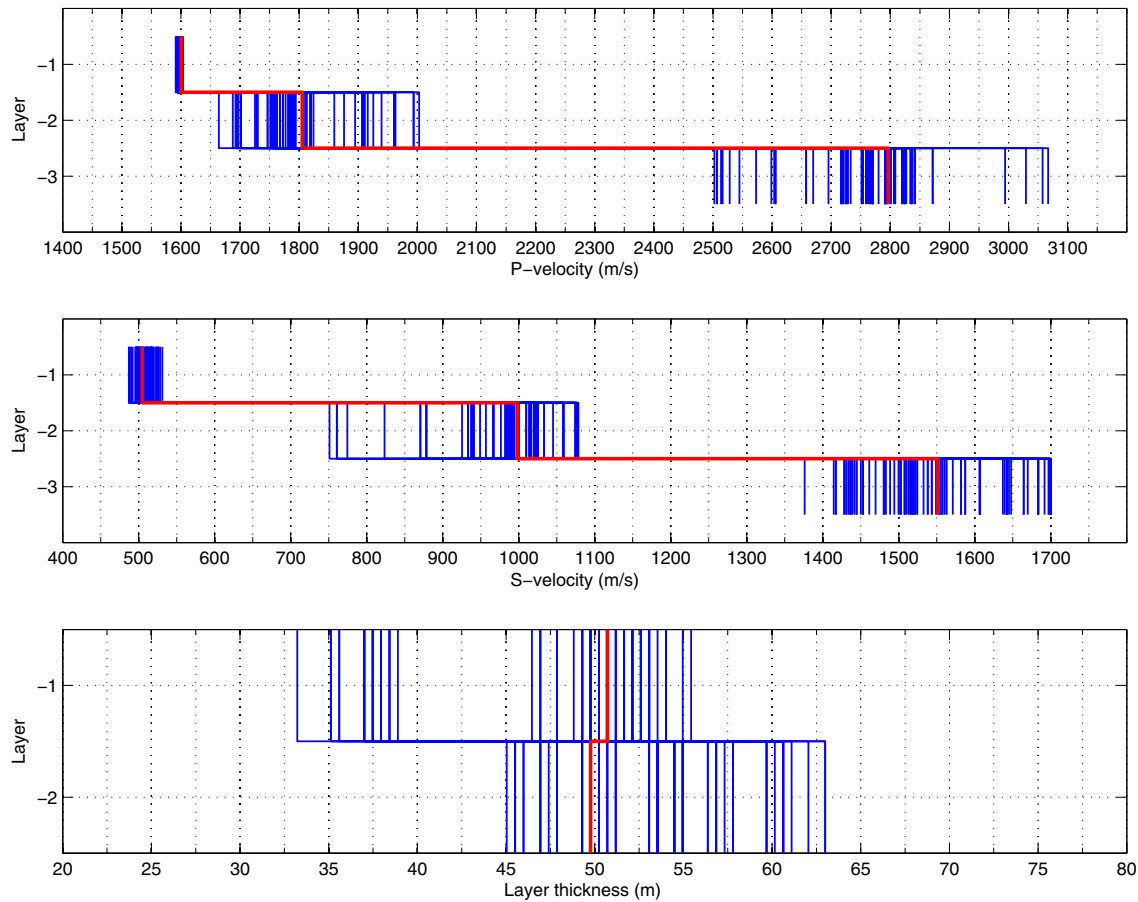 Layer
−1
−2
−3
1400 1500 1600 1700 1800 1900 2000 2100 2200 2300 2400 2500 2600 2700 2800 2900 3000 3100
P−velocity (m/s)
Layer
−1
−2
−3
400 500 600 700 800 900 1000 1100 1200 1300 1400 1500 1600 1700
S−velocity (m/s)
Layer
−1
−2
20 25 30 35 40 45 50 55 60 65 70 75 80
Layer thickness (m)